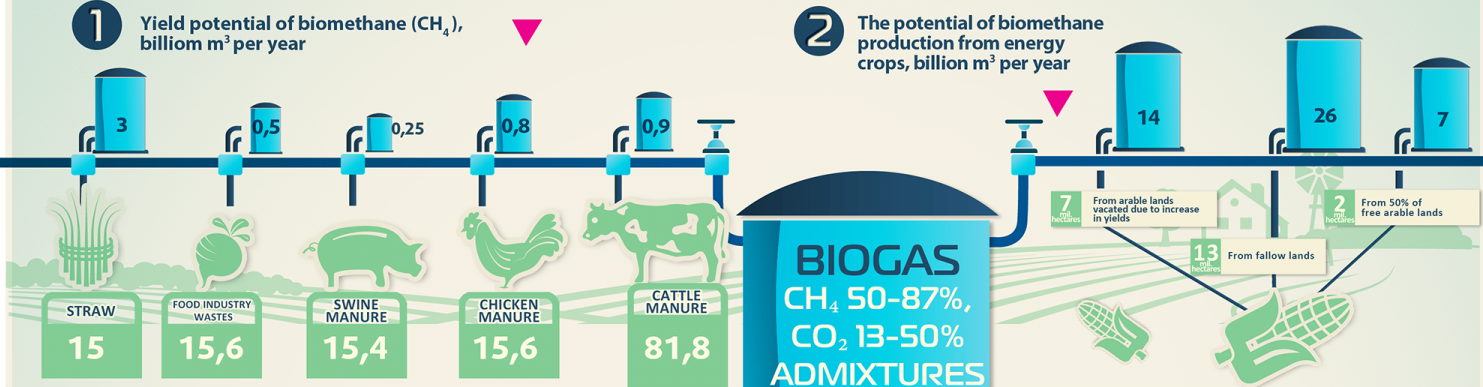 1
Yield potential of biomethane (CH₄),
billiom m³ per year
3
0,5
0,25
0,8
0,9
STRAW
15
FOOD INDUSTRY
WASTES
15,6
SWINE
MANURE
15,4
CHICKEN
MANURE
15,6
CATTLE
MANURE
81,8
BIOGAS
CH₄ 50-87%,
CO₂ 13-50%
ADMIXTURES
2
The potential of biomethane
production from energy
crops, billion m³ per year
14
26
7
7
mil.
hectares
From arable lands
vacated due to increase
in yields
13
mil.
hectares
From fallow lands
2
mil.
hectares
From 50% of
free arable lands